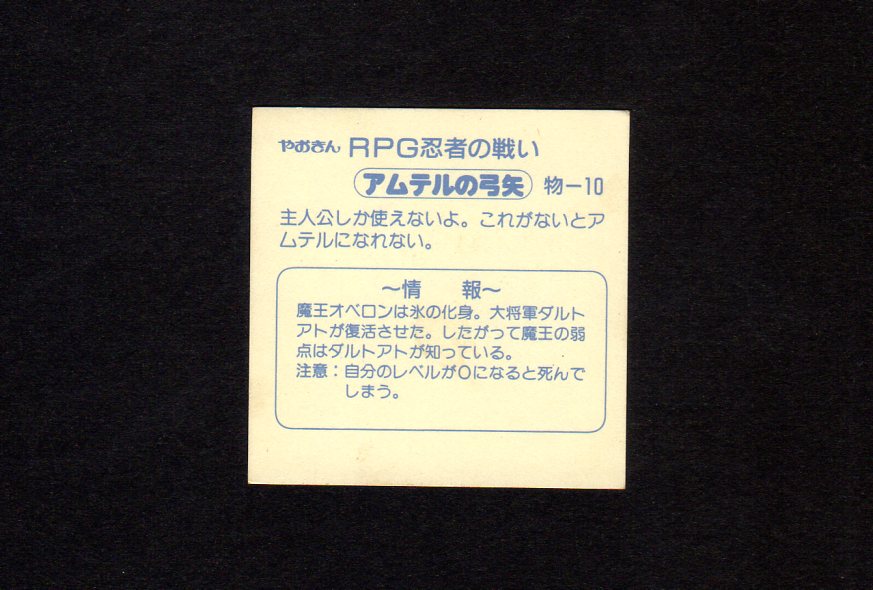 やおきん RPG忍者の戦い
アムテルの弓矢 物－10
主人公しか使えないよ。これがないとア
ムテルになれない。
～情　報～
魔王オベロンは氷の化身。大将軍ダルト
アトが復活させた。したがって魔王の弱
点はダルトアトが知っている。
注意：自分のレベルが0になると死んで
しまう。